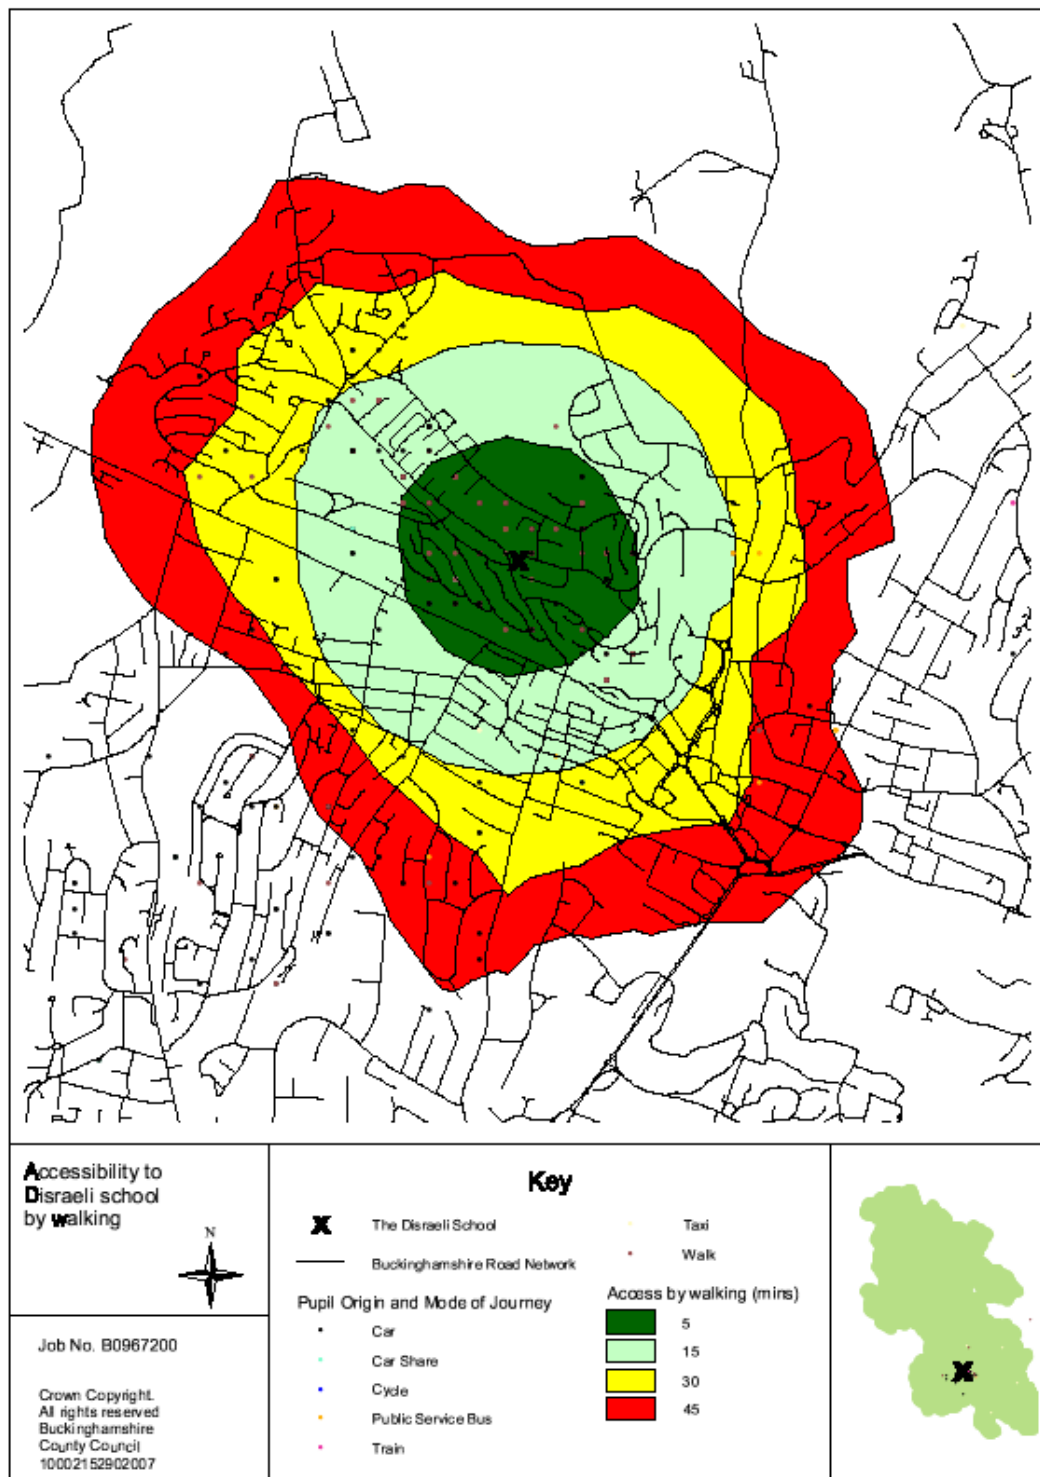 Accessibility to
Disraeli school
by walking
N
Job No. B0967200
Crown Copyright.
All rights reserved
Buckinghamshire
County Council
10002152902007
Key
X The Disraeli School
Buckinghamshire Road Network
Pupil Origin and Mode of Journey
Car
Car Share
Cycle
Public Service Bus
Train
Taxi
Walk
Access by walking (mins)
5
15
30
45
X
X